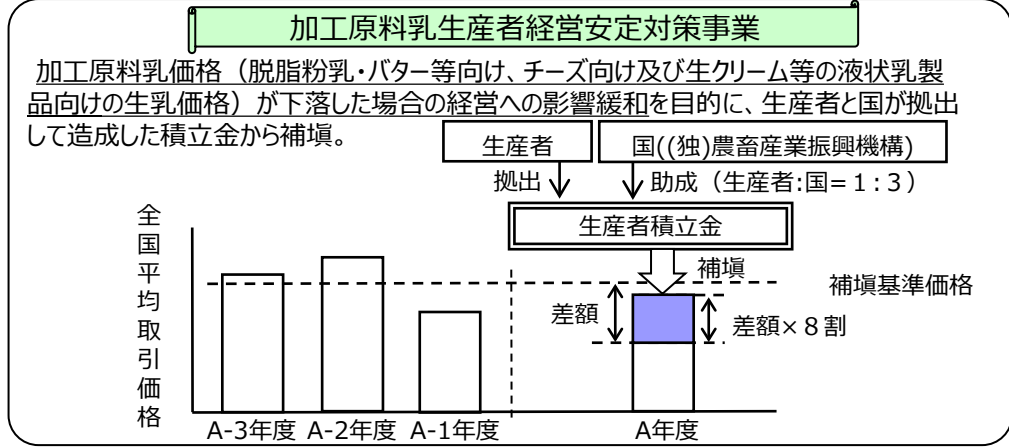 加工原料乳生産者経営安定対策事業
加工原料乳価格（脱脂粉乳・バター等向け、チーズ向け及び生クリーム等の液状乳製
品向けの生乳価格）が下落した場合の経営への影響緩和を目的に、生産者と国が拠出
して造成した積立金から補塡。
生産者
国((独)農畜産業振興機構)
拠出
助成（生産者:国=１:３）
生産者積立金
補塡
全国平均取引価格
補塡基準価格
差額
差額×８割
A-3年度 A-2年度 A-1年度
A年度